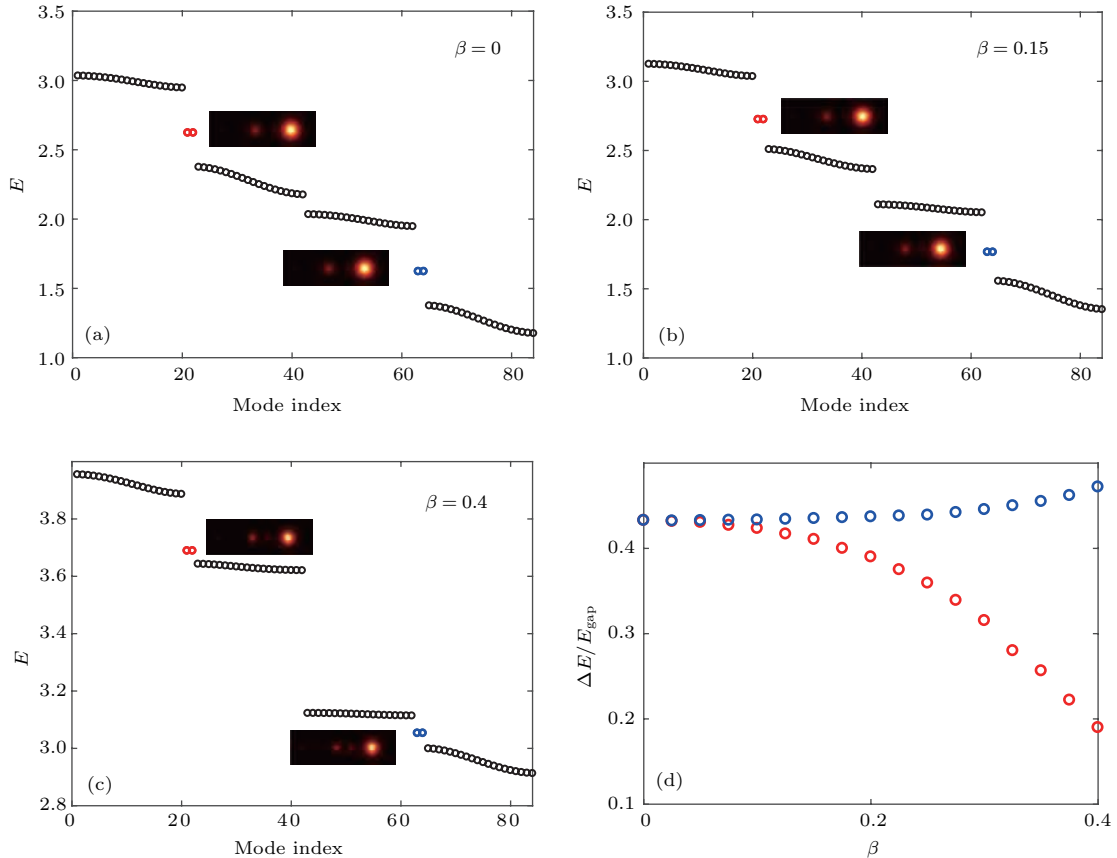 3.5
3.0
2.5
2.0
1.5
1.0
E
β = 0
(a)
0
20
40
60
80
Mode index
3.5
3.0
2.5
2.0
1.5
1.0
E
β = 0.15
(b)
0
20
40
60
80
Mode index
3.8
3.6
3.4
3.2
3.0
2.8
E
β = 0.4
(c)
0
20
40
60
80
Mode index
0.4
0.3
0.2
0.1
ΔE/E_gap
(d)
0
0.2
0.4
β